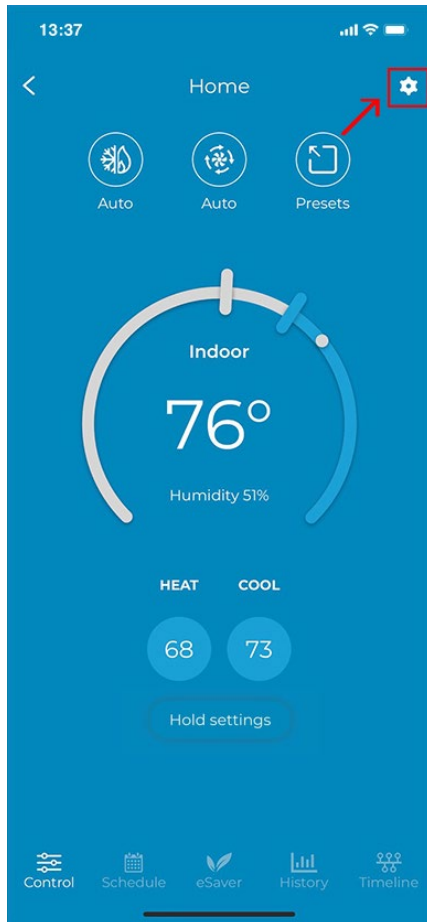 13:37
Home
Auto Auto Presets
Indoor
76°
Humidity 51%
HEAT COOL
68 73
Hold settings
Control Schedule eSaver History Timeline